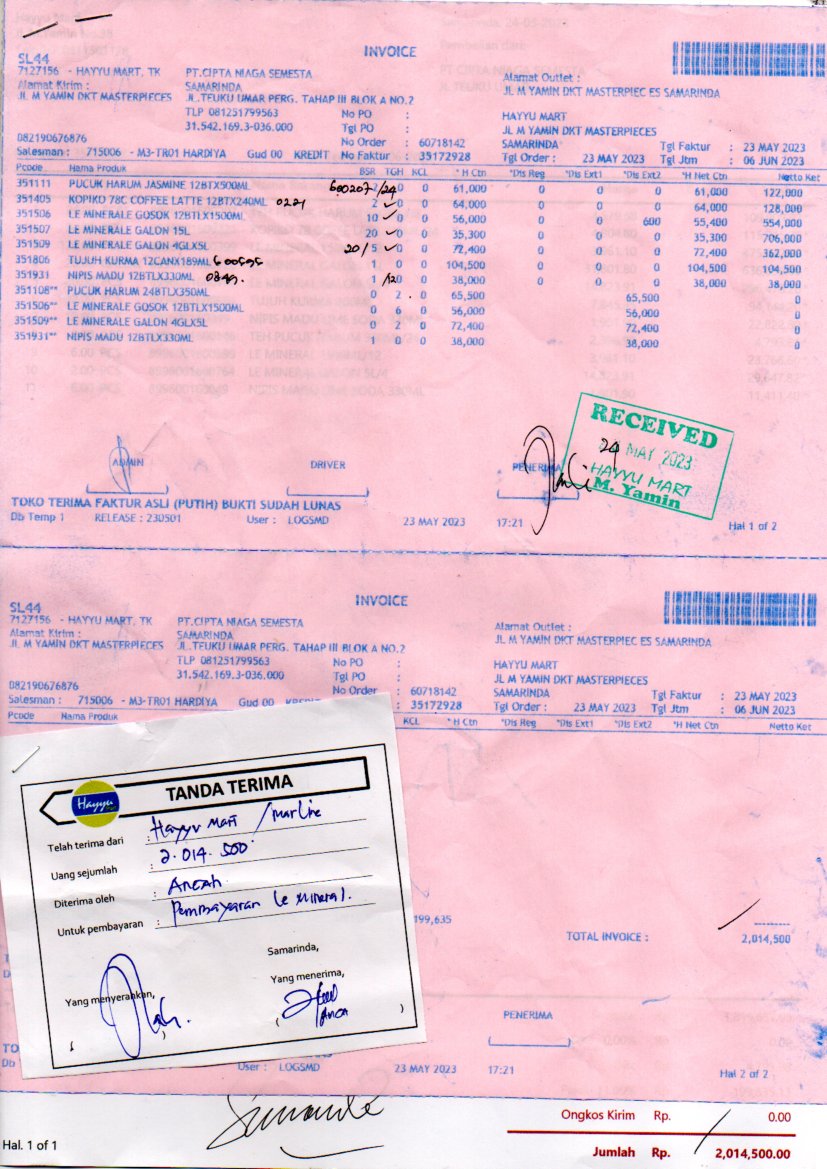 INVOICE
SL44
7127156 - HAYYU MART, TK PT.CIPTA NIAGA SEMESTA
Alamat Kirim : SAMARINDA Alamat Outlet :
JL M YAMIN DKT MASTERPIECES JL.TEUKU UMAR PERG. TAHAP III BLOK A NO.2 JL M YAMIN DKT MASTERPIEC ES SAMARINDA
TLP 081251799563 No PO : HAYYU MART
31.542.169.3-036.000 Tgl PO : JL M YAMIN DKT MASTERPIECES
082190676876 No Order : 60718142 SAMARINDA Tgl Faktur : 23 MAY 2023
Salesman : 715006 - M3-TR01 HARDIYA Gud 00 KREDIT No Faktur : 35172928 Tgl Order : 23 MAY 2023 Tgl Jtm : 06 JUN 2023
Pcode Nama Produk BSR TGH KCL *H Ctn *Dis Reg *Dis Ext1 *Dis Ext2 *H Net Ctn Netto Ket
351111 PUCUK HARUM JASMINE 12BTX500ML 600207/24 0 0 61,000 0 0 0 61,000 122,000
351405 KOPIKO 78C COFFEE LATTE 12BTX240ML 0221 2 0 0 64,000 0 0 0 64,000 128,000
351506 LE MINERALE GOSOK 12BTLX1500ML 10 0 0 56,000 0 0 600 55,400 554,000
351507 LE MINERALE GALON 15L 20 0 0 35,300 0 0 0 35,300 706,000
351509 LE MINERALE GALON 4GLX5L 20/5 0 0 72,400 0 0 0 72,400 362,000
351806 TUJUH KURMA 12CANX189ML 1 0 0 104,500 0 0 0 104,500 104,500
351931 NIPIS MADU 12BTLX330ML 1 /12 0 38,000 0 0 0 38,000 38,000
351108** PUCUK HARUM 24BTLX350ML 0 2 0 65,500 65,500 0
351506** LE MINERALE GOSOK 12BTLX1500ML 0 6 0 56,000 56,000 0
351509** LE MINERALE GALON 4GLX5L 0 2 0 72,400 72,400 0
351931** NIPIS MADU 12BTLX330ML 1 0 0 38,000 38,000 0
RECEIVED
24 MAY 2023
HAYYU MART
M. Yamin
ADMIN DRIVER PENERIMA
TOKO TERIMA FAKTUR ASLI (PUTIH) BUKTI SUDAH LUNAS
Db Temp 1 RELEASE : 230501 User : LOGSMD 23 MAY 2023 17:21 Hal 1 of 2
INVOICE
SL44
7127156 - HAYYU MART, TK PT.CIPTA NIAGA SEMESTA
Alamat Kirim : SAMARINDA Alamat Outlet :
JL M YAMIN DKT MASTERPIECES JL.TEUKU UMAR PERG. TAHAP III BLOK A NO.2 JL M YAMIN DKT MASTERPIEC ES SAMARINDA
TLP 081251799563 No PO : HAYYU MART
31.542.169.3-036.000 Tgl PO : JL M YAMIN DKT MASTERPIECES
082190676876 No Order : 60718142 SAMARINDA Tgl Faktur : 23 MAY 2023
Salesman : 715006 - M3-TR01 HARDIYA Gud 00 KREDIT : 35172928 Tgl Order : 23 MAY 2023 Tgl Jtm : 06 JUN 2023
Pcode Nama Produk KCL *H Ctn *Dis Reg *Dis Ext1 *Dis Ext2 *H Net Ctn Netto Ket
Hayyu
TANDA TERIMA
Telah terima dari : Hayyu Mart / Marline
Uang sejumlah : 2.014.500
Diterima oleh : Ancah
Untuk pembayaran : Pembayaran Le Mineral.
199,635
TOTAL INVOICE : 2,014,500
Samarinda,
Yang menyerahkan, Yang menerima,
Anca
PENERIMA
User : LOGSMD 23 MAY 2023 17:21 Hal 2 of 2
Ongkos Kirim Rp. 0.00
Hal. 1 of 1
Jumlah Rp. 2,014,500.00